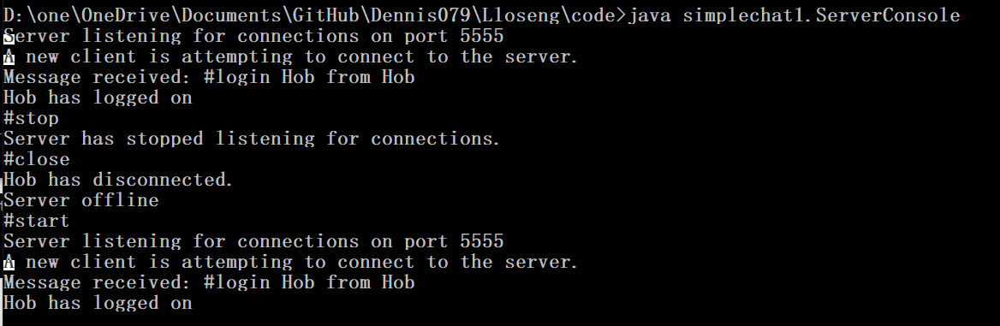 D:\one\OneDrive\Documents\GitHub\Dennis079\Lloseng\code>java simplechat1.ServerConsole
Server listening for connections on port 5555
A new client is attempting to connect to the server.
Message received: #login Hob from Hob
Hob has logged on
#stop
Server has stopped listening for connections.
#close
Hob has disconnected.
Server offline
#start
Server listening for connections on port 5555
A new client is attempting to connect to the server.
Message received: #login Hob from Hob
Hob has logged on